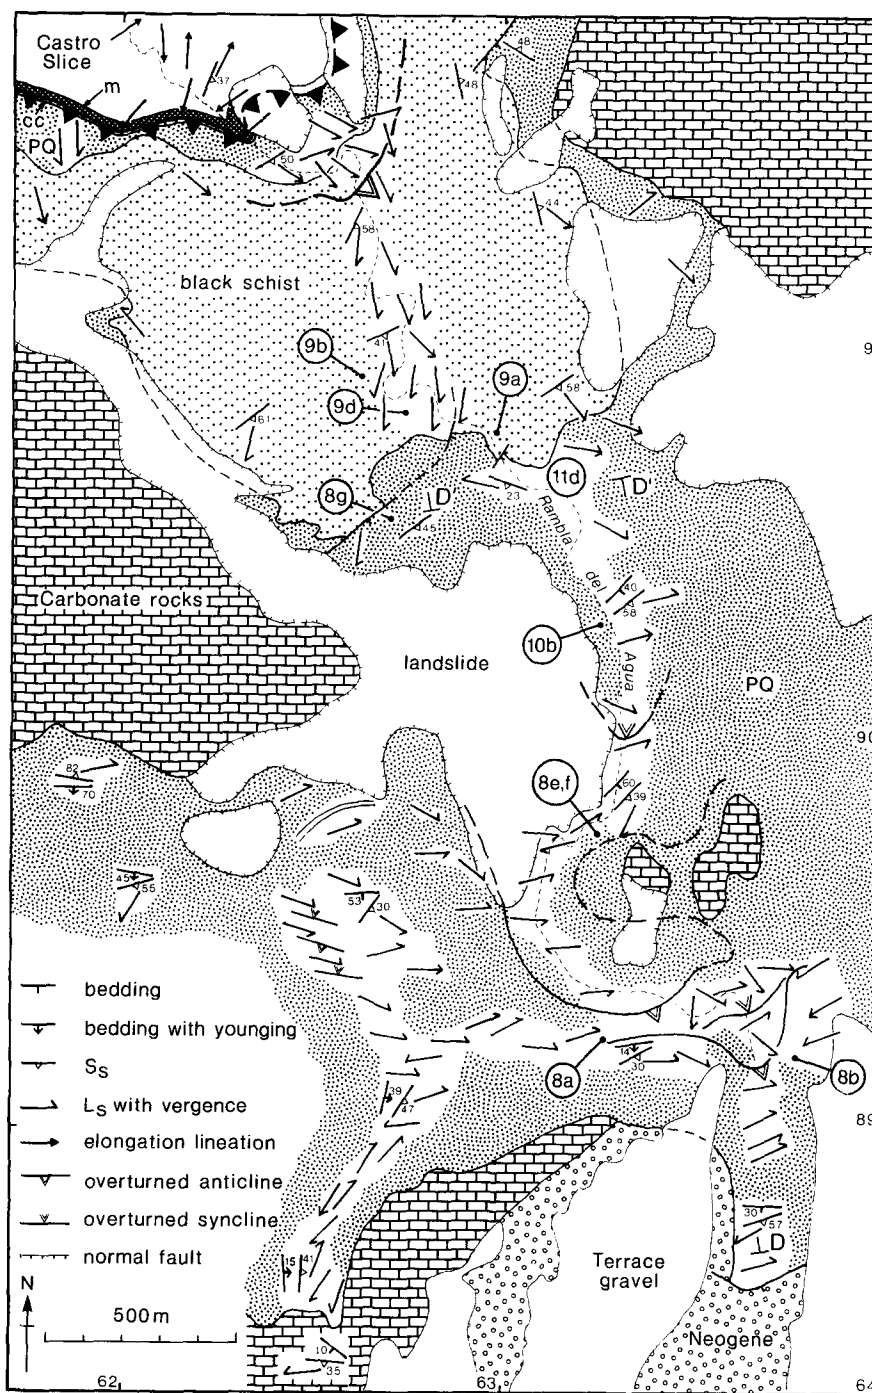 Castro
Slice
m
cc
PQ
37
48
48
50
44
58
black schist
9b
9d
9a
9
58
61
41
8g
D'
11d
D'
23
45
Rambla
del
Agua
40
58
10b
Carbonate rocks
landslide
PQ
90
82
70
8e,f
60
39
45
55
53
30
bedding
bedding with younging
Ss
Ls with vergence
elongation lineation
overturned anticline
overturned syncline
normal fault
14
30
8a
8b
39
47
89
30
57
D
15
41
Terrace
gravel
Neogene
N
500m
35
62
63
64